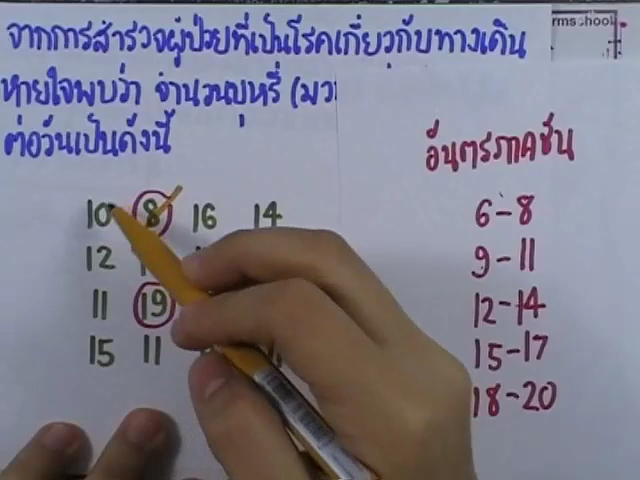 จากการสำรวจผู้ป่วยที่เป็นโรคเกี่ยวกับทางเดิน
หายใจพบว่า จำนวนบุหรี่ (มว
ต่อวันเป็นดังนี้
rmschool
อันตรภาคชั้น
10 8 16 14
12
11 19
15 11
6-8
9-11
12-14
15-17
18-20